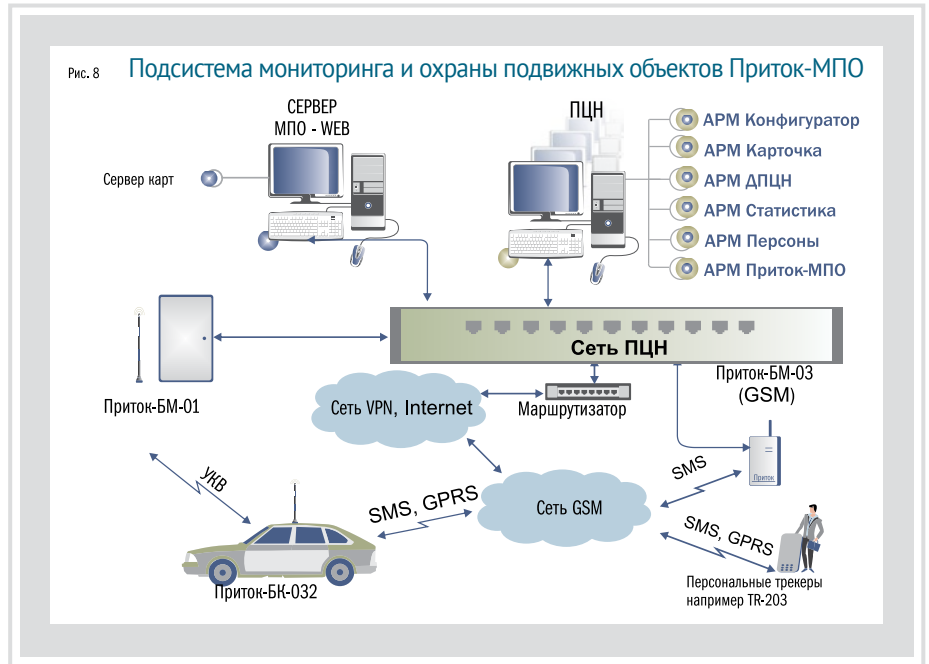 Рис. 8
Подсистема мониторинга и охраны подвижных объектов Приток-МПО
СЕРВЕР
МПО - WEB
ПЦН
Сервер карт
АРМ Конфигуратор
АРМ Карточка
АРМ ДПЦН
АРМ Статистика
АРМ Персоны
АРМ Приток-МПО
Сеть ПЦН
Приток-БМ-01
Сеть VPN, Internet
Маршрутизатор
Приток-БМ-03
(GSM)
УКВ
SMS, GPRS
Сеть GSM
SMS
Приток
SMS, GPRS
Приток-БК-032
Персональные трекеры
например TR-203